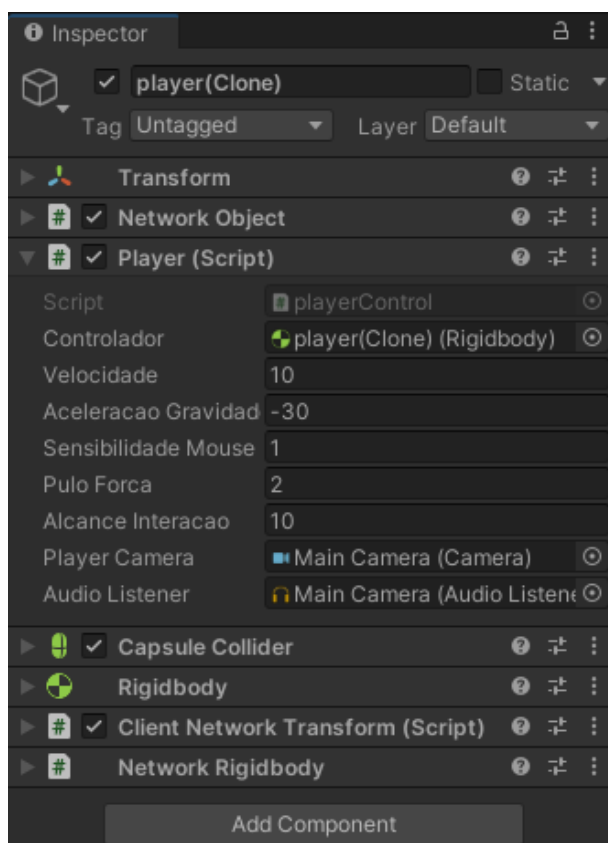 Inspector
player(Clone) Static
Tag Untagged Layer Default
Transform
Network Object
Player (Script)
Script playerControl
Controlador player(Clone) (Rigidbody)
Velocidade 10
Aceleracao Gravidad -30
Sensibilidade Mouse 1
Pulo Forca 2
Alcance Interacao 10
Player Camera Main Camera (Camera)
Audio Listener Main Camera (Audio Listene
Capsule Collider
Rigidbody
Client Network Transform (Script)
Network Rigidbody
Add Component